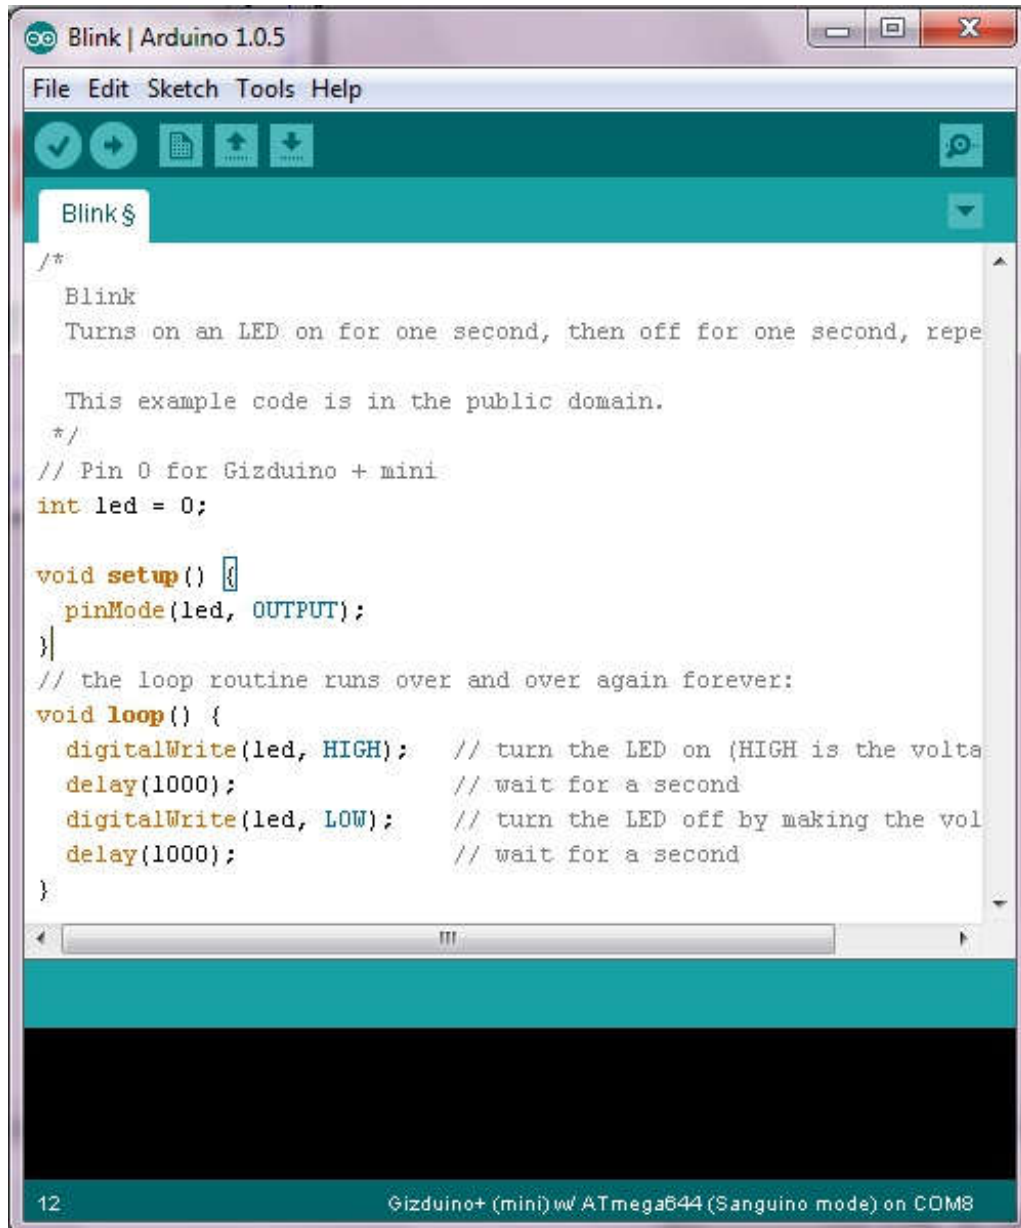 Blink | Arduino 1.0.5
File Edit Sketch Tools Help
Blink §
/*
  Blink
  Turns on an LED on for one second, then off for one second, repe

  This example code is in the public domain.
 */
// Pin 0 for Gizduino + mini
int led = 0;

void setup() {
  pinMode(led, OUTPUT);
}
// the loop routine runs over and over again forever:
void loop() {
  digitalWrite(led, HIGH);   // turn the LED on (HIGH is the volta
  delay(1000);               // wait for a second
  digitalWrite(led, LOW);    // turn the LED off by making the vol
  delay(1000);               // wait for a second
}
12 Gizduino+ (mini) w/ ATmega644 (Sanguino mode) on COM8